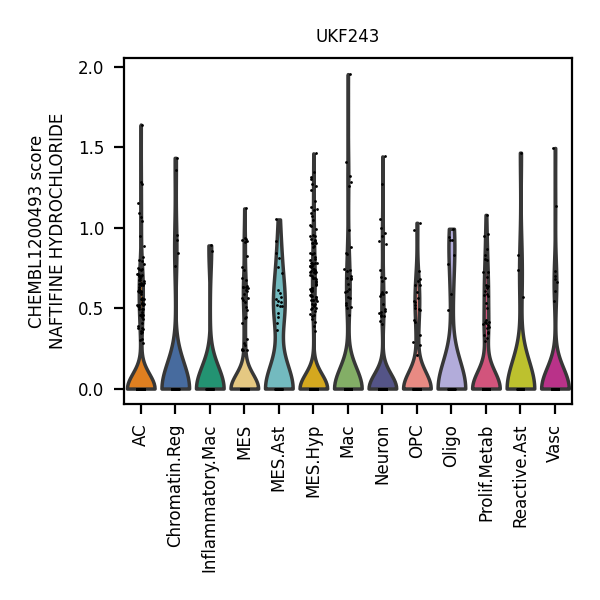 UKF243
CHEMBL1200493 score
NAFTIFINE HYDROCHLORIDE
2.0
1.5
1.0
0.5
0.0
AC
Chromatin.Reg
Inflammatory.Mac
MES
MES.Ast
MES.Hyp
Mac
Neuron
OPC
Oligo
Prolif.Metab
Reactive.Ast
Vasc